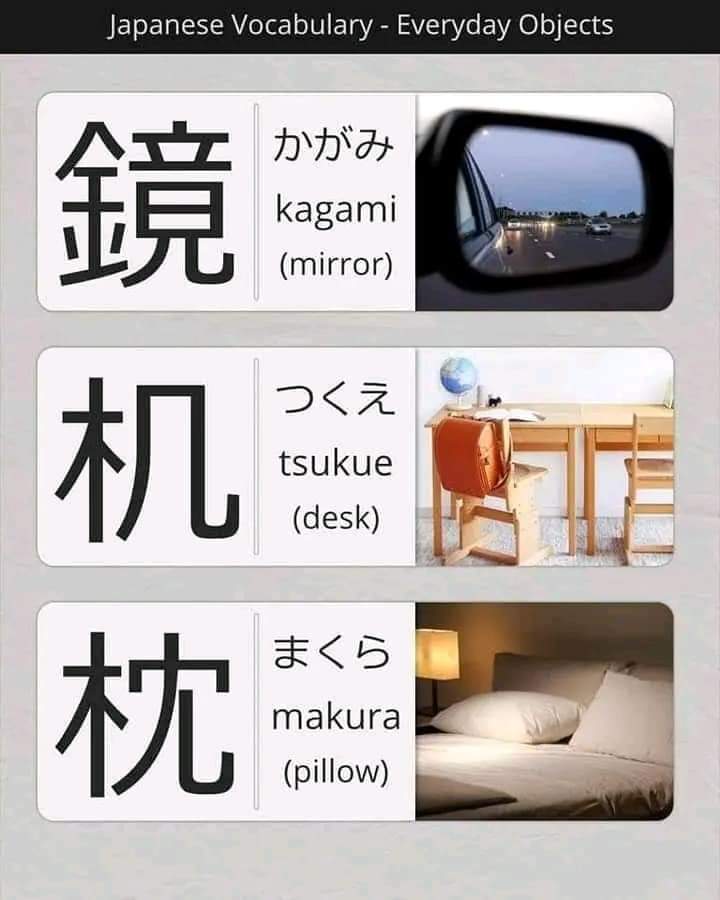 Japanese Vocabulary - Everyday Objects
鏡
かがみ
kagami
(mirror)
机
つくえ
tsukue
(desk)
枕
まくら
makura
(pillow)